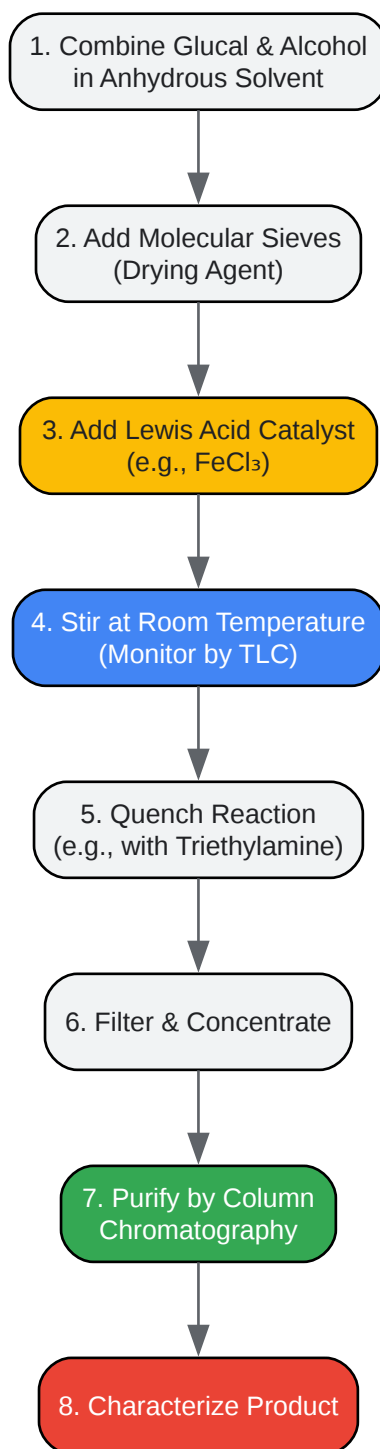 1. Combine Glucal & Alcohol
in Anhydrous Solvent
2. Add Molecular Sieves
(Drying Agent)
3. Add Lewis Acid Catalyst
(e.g., FeCl₃)
4. Stir at Room Temperature
(Monitor by TLC)
5. Quench Reaction
(e.g., with Triethylamine)
6. Filter & Concentrate
7. Purify by Column
Chromatography
8. Characterize Product